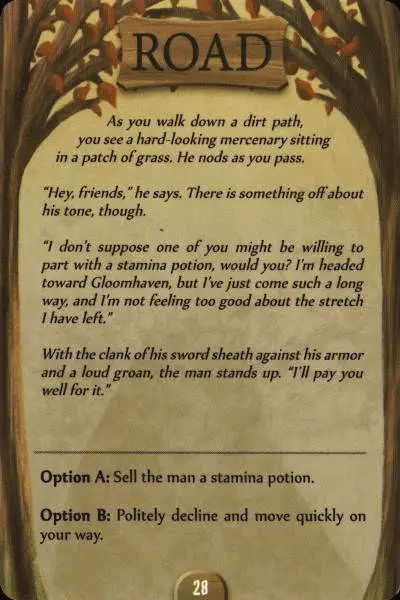 ROAD
As you walk down a dirt path,
you see a hard-looking mercenary sitting
in a patch of grass. He nods as you pass.
“Hey, friends,” he says. There is something off about
his tone, though.
“I don’t suppose one of you might be willing to
part with a stamina potion, would you? I’m headed
toward Gloomhaven, but I’ve just come such a long
way, and I’m not feeling too good about the stretch
I have left.”
With the clank of his sword sheath against his armor
and a loud groan, the man stands up. “I’ll pay you
well for it.”
Option A: Sell the man a stamina potion.
Option B: Politely decline and move quickly on
your way.
28